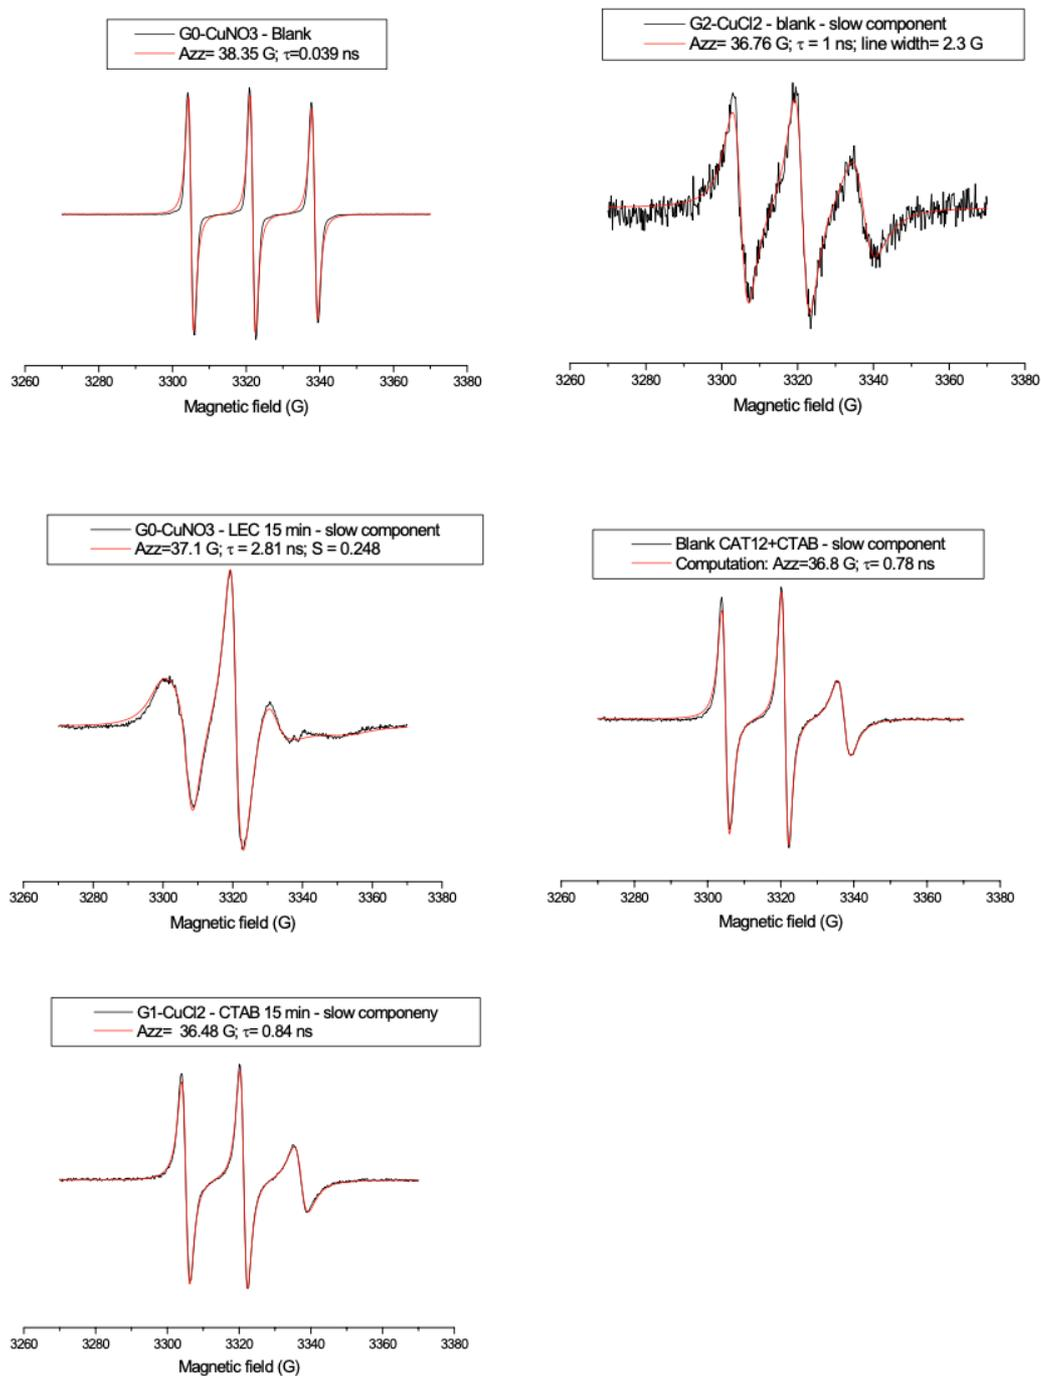 G0-CuNO3 - Blank
Azz= 38.35 G; τ=0.039 ns
3260 3280 3300 3320 3340 3360 3380
Magnetic field (G)
G2-CuCl2 - blank - slow component
Azz= 36.76 G; τ = 1 ns; line width= 2.3 G
3260 3280 3300 3320 3340 3360 3380
Magnetic field (G)
G0-CuNO3 - LEC 15 min - slow component
Azz=37.1 G; τ = 2.81 ns; S = 0.248
3260 3280 3300 3320 3340 3360 3380
Magnetic field (G)
Blank CAT12+CTAB - slow component
Computation: Azz=36.8 G; τ= 0.78 ns
3260 3280 3300 3320 3340 3360 3380
Magnetic field (G)
G1-CuCl2 - CTAB 15 min - slow componeny
Azz= 36.48 G; τ= 0.84 ns
3260 3280 3300 3320 3340 3360 3380
Magnetic field (G)